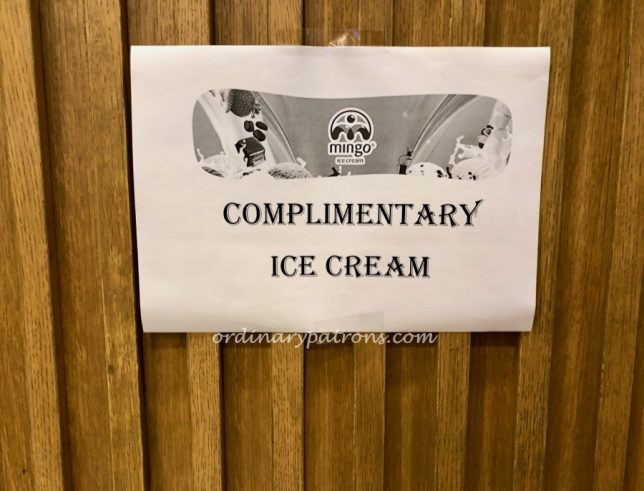 mingo
ice cream
COMPLIMENTARY
ICE CREAM
ordinarypatrons.com